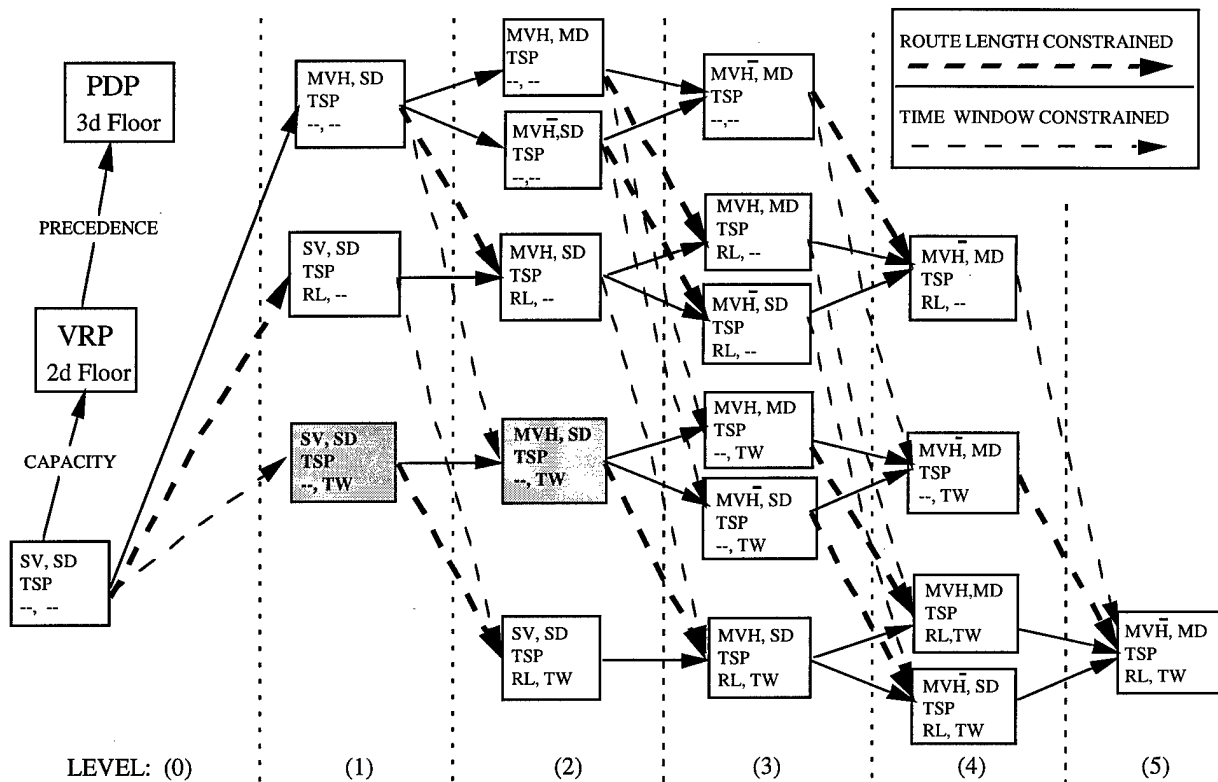 PDP
3d Floor
PRECEDENCE
VRP
2d Floor
CAPACITY
SV, SD
TSP
--, --
MVH, SD
TSP
--, --
SV, SD
TSP
RL, --
SV, SD
TSP
--, TW
MVH, MD
TSP
--, --
MVH̅,SD
TSP
--,--
MVH, SD
TSP
RL, --
MVH, SD
TSP
--, TW
SV, SD
TSP
RL, TW
MVH̅, MD
TSP
--,--
MVH, MD
TSP
RL, --
MVH̅, SD
TSP
RL, --
MVH, MD
TSP
--, TW
MVH̅, SD
TSP
--, TW
MVH, SD
TSP
RL, TW
ROUTE LENGTH CONSTRAINED
TIME WINDOW CONSTRAINED
MVH̅, MD
TSP
RL, --
MVH̅, MD
TSP
--, TW
MVH,MD
TSP
RL,TW
MVH̅, SD
TSP
RL, TW
MVH̅, MD
TSP
RL, TW
LEVEL: (0) (1) (2) (3) (4) (5)